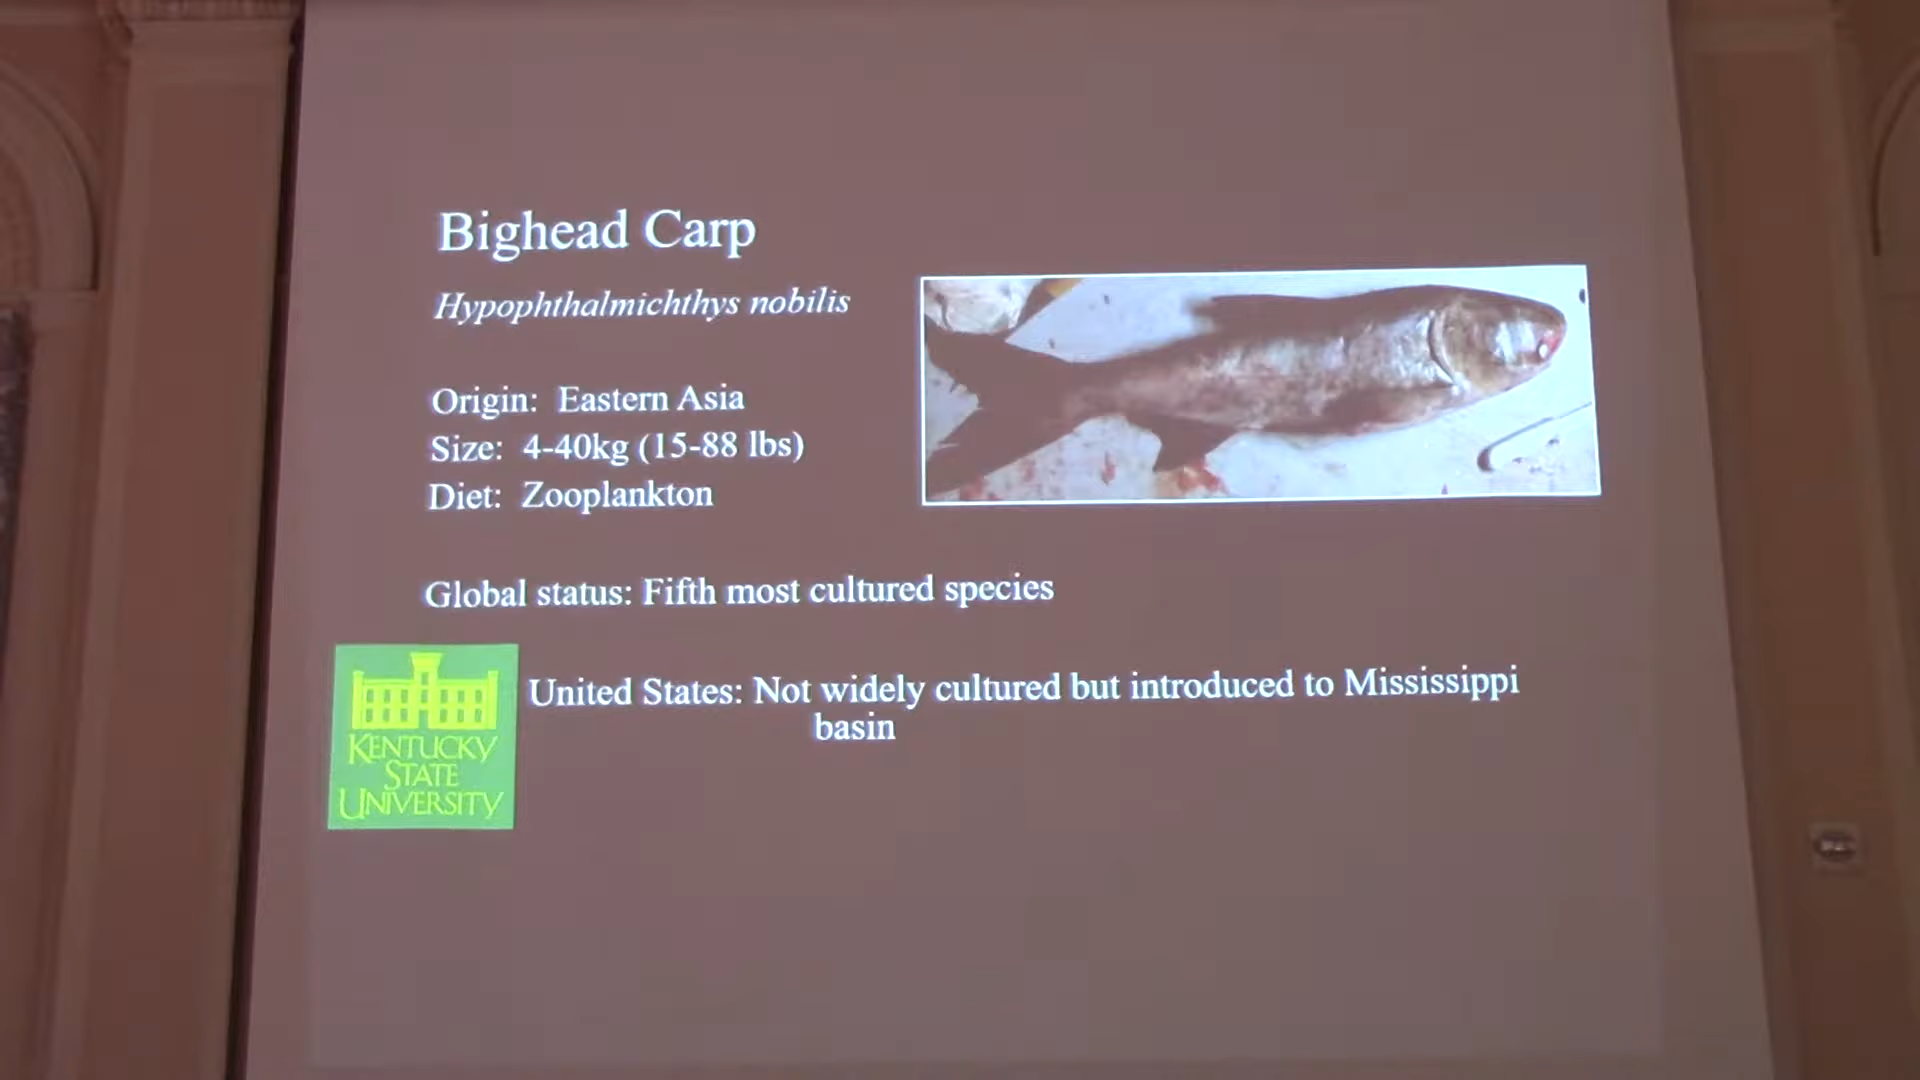 Bighead Carp
Hypophthalmichthys nobilis
Origin: Eastern Asia
Size: 4-40kg (15-88 lbs)
Diet: Zooplankton
Global status: Fifth most cultured species
United States: Not widely cultured but introduced to Mississippi
basin
KENTUCKY
STATE
UNIVERSITY